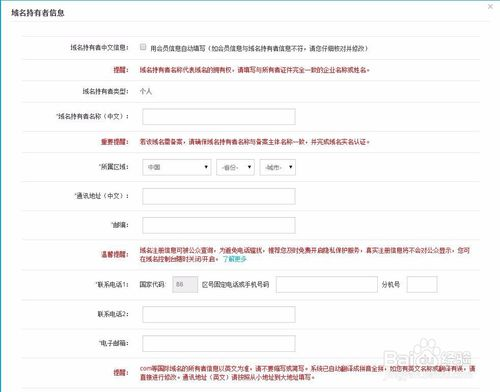 域名持有者信息
域名持有者中文信息: 用会员信息自动填写（如会员信息与域名持有者信息不符，请您仔细核对并修改）
提醒: 域名持有者名称代表域名的拥有权，请填写与所有者证件完全一致的企业名称或姓名。
域名持有者类型: 个人
*域名持有者名称（中文）:
重要提醒: 若该域名需备案，请确保域名持有者名称与备案主体名称一致，并完成域名实名认证。
*所属区域: 中国 -省份- -城市-
*通讯地址（中文）:
*邮编:
温馨提醒: 域名注册信息可被公众查询，为避免电话骚扰，推荐您及时免费开启隐私保护服务，真实注册信息将不会对公众显示，您可
在域名控制台随时关闭/开启。 了解更多
*联系电话1: 国家代码 86 区号固定电话或手机号码 分机号
联系电话2:
*电子邮箱:
提醒: com等国际域名的所有者信息以英文为准，请不要缩写或简写。系统已自动翻译成拼音全拼，如您有英文名称或翻译有误，请
直接进行修改。通讯地址（英文）请按照从小地址到大地址填写。
Baidu经验